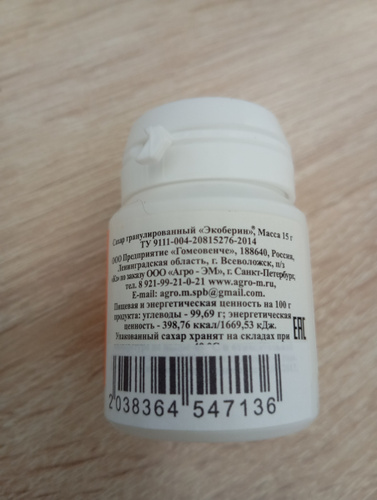 Сахар гранулированный «Экоберин», Масса 15 г
ТУ 9111-004-20815276-2014
ООО Предприятие «Гомеовенче», 188640, Россия,
Ленинградская область, г. Всеволожск, п/з
«К» по заказу ООО «Агро - ЭМ», г. Санкт-Петербург,
тел. 8 921-99-21-0-21 www.agro-m.ru,
E-mail: agro.m.spb@gmail.com.
Пищевая и энергетическая ценность на 100 г
продукта: углеводы - 99,69 г; энергетическая
ценность - 398,76 ккал/1669,53 кДж.
Упакованный сахар хранят на складах при
EAC
2 038364 547136